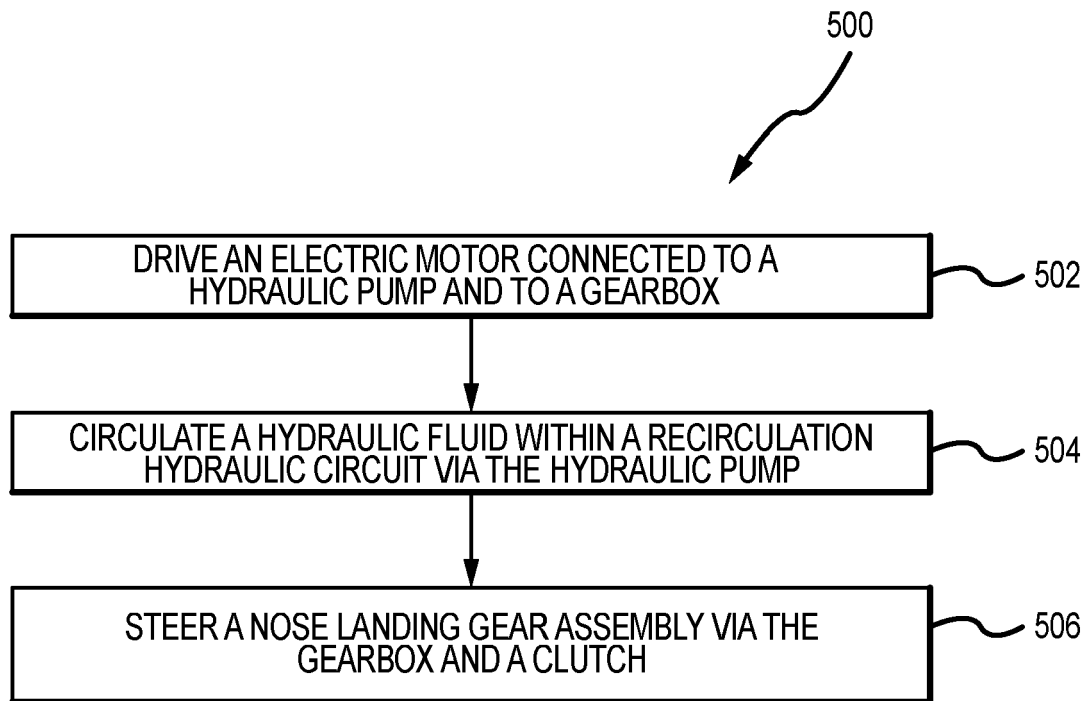 500
DRIVE AN ELECTRIC MOTOR CONNECTED TO A
HYDRAULIC PUMP AND TO A GEARBOX
502
CIRCULATE A HYDRAULIC FLUID WITHIN A RECIRCULATION
HYDRAULIC CIRCUIT VIA THE HYDRAULIC PUMP
504
STEER A NOSE LANDING GEAR ASSEMBLY VIA THE
GEARBOX AND A CLUTCH
506